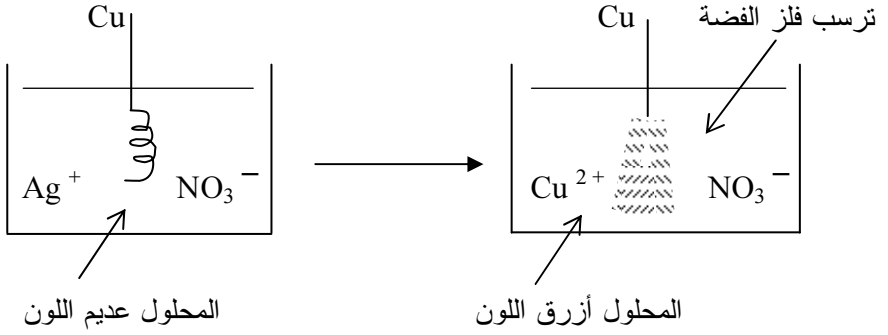 Cu
Cu
ترسب فلز الفضة
Ag⁺ NO₃⁻
Cu²⁺ NO₃⁻
المحلول عديم اللون
المحلول أزرق اللون